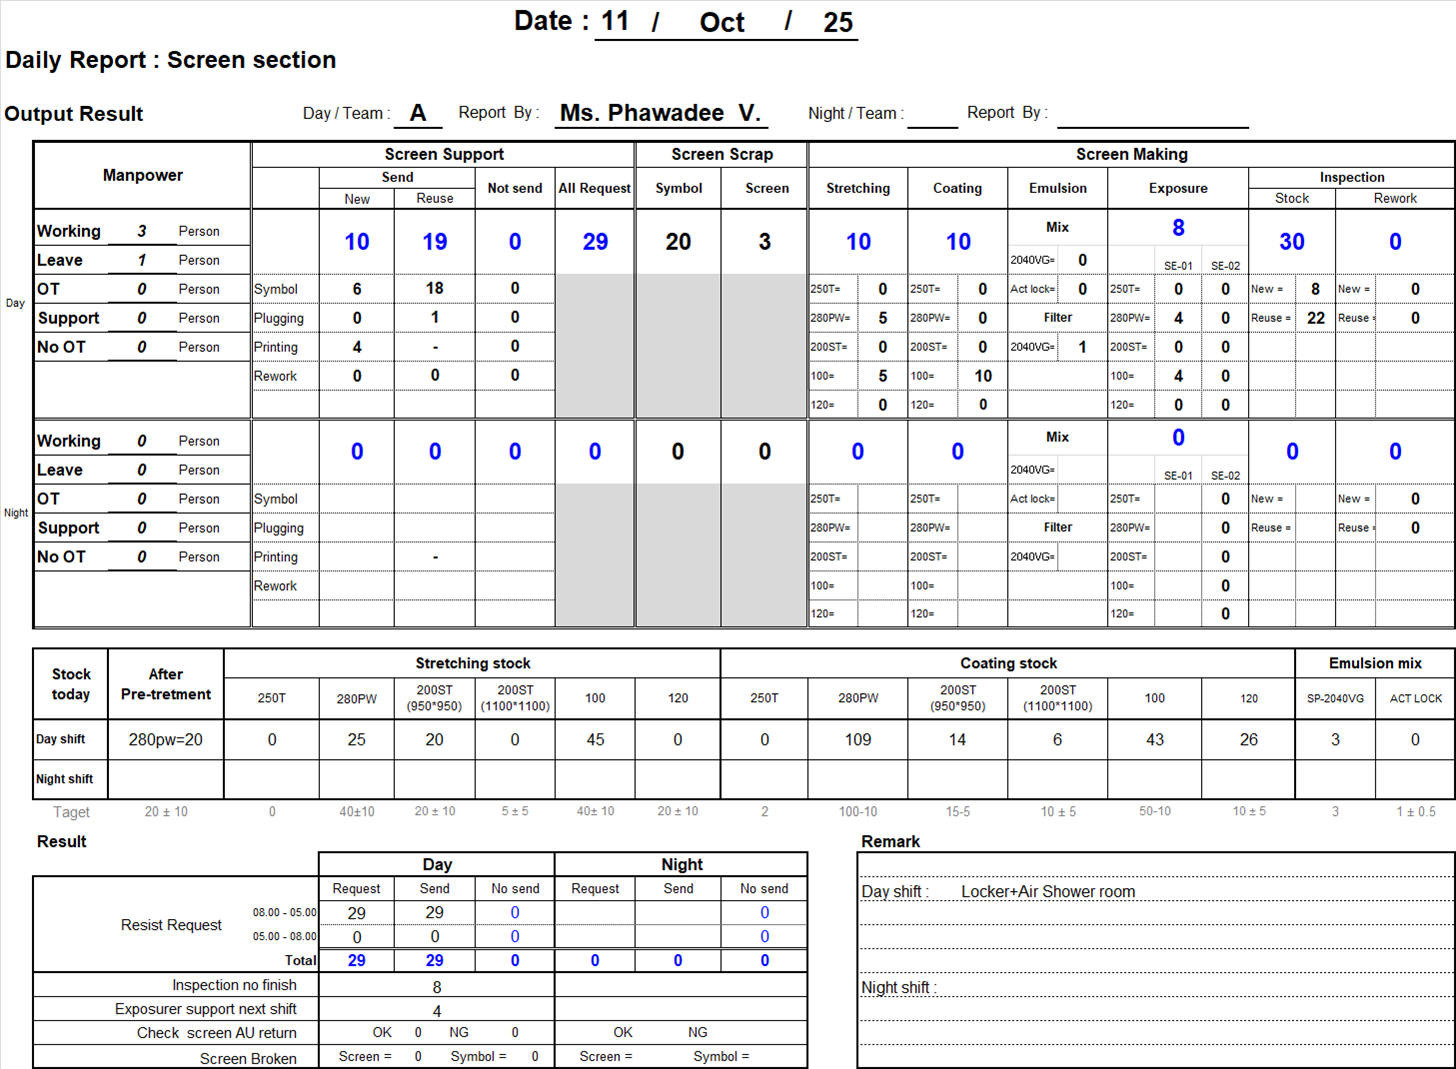 Date : 11 / Oct / 25
Daily Report : Screen section
Output Result Day / Team : A Report By : Ms. Phawadee V. Night / Team : Report By :
Manpower Screen Support Screen Scrap Screen Making
Send Not send All Request Symbol Screen Stretching Coating Emulsion Exposure Inspection
New Reuse Stock Rework
Day
Working 3 Person 10 19 0 29 20 3 10 10 Mix 8 30 0
Leave 1 Person 2040VG= 0 SE-01 SE-02
OT 0 Person Symbol 6 18 0 250T= 0 250T= 0 Act lock= 0 250T= 0 0 New = 8 New = 0
Support 0 Person Plugging 0 1 0 280PW= 5 280PW= 0 Filter 280PW= 4 0 Reuse = 22 Reuse = 0
No OT 0 Person Printing 4 - 0 200ST= 0 200ST= 0 2040VG= 1 200ST= 0 0
Rework 0 0 0 100= 5 100= 10 100= 4 0
120= 0 120= 0 120= 0 0
Night
Working 0 Person 0 0 0 0 0 0 0 0 Mix 0 0 0
Leave 0 Person 2040VG= SE-01 SE-02
OT 0 Person Symbol 250T= 250T= Act lock= 250T= 0 New = New = 0
Support 0 Person Plugging 280PW= 280PW= Filter 280PW= 0 Reuse = Reuse = 0
No OT 0 Person Printing - 200ST= 200ST= 2040VG= 200ST= 0
Rework 100= 100= 100= 0
120= 120= 120= 0
Stock today After Pre-tretment Stretching stock Coating stock Emulsion mix
250T 280PW 200ST (950*950) 200ST (1100*1100) 100 120 250T 280PW 200ST (950*950) 200ST (1100*1100) 100 120 SP-2040VG ACT LOCK
Day shift 280pw=20 0 25 20 0 45 0 0 109 14 6 43 26 3 0
Night shift
Taget 20 ± 10 0 40±10 20 ± 10 5 ± 5 40± 10 20 ± 10 2 100-10 15-5 10 ± 5 50-10 10 ± 5 3 1 ± 0.5
Result Remark
Day Night
Request Send No send Request Send No send
Day shift : Locker+Air Shower room
Resist Request
08.00 - 05.00 29 29 0 0
05.00 - 08.00 0 0 0 0
Total 29 29 0 0 0 0
Inspection no finish 8
Night shift :
Exposurer support next shift 4
Check screen AU return OK 0 NG 0 OK NG
Screen Broken Screen = 0 Symbol = 0 Screen = Symbol =